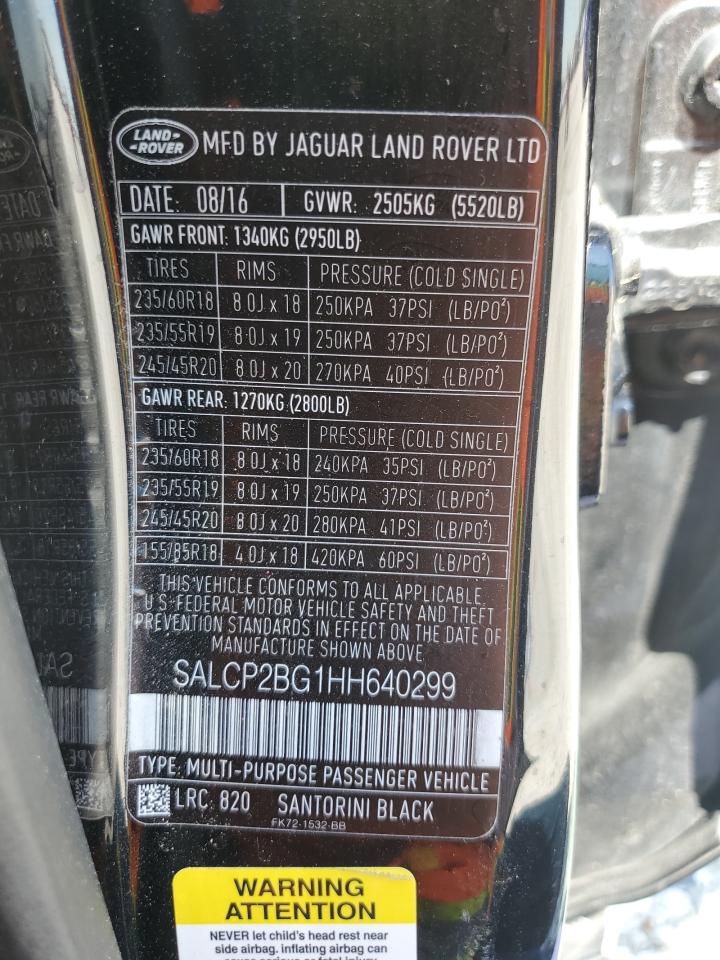 LAND-
-ROVER
MFD BY JAGUAR LAND ROVER LTD
DATE: 08/16 GVWR: 2505KG (5520LB)
GAWR FRONT: 1340KG (2950LB)
TIRES RIMS PRESSURE (COLD SINGLE)
235/60R18 8.0J x 18 250KPA 37PSI (LB/PO²)
235/55R19 8.0J x 19 250KPA 37PSI (LB/PO²)
245/45R20 8.0J x 20 270KPA 40PSI (LB/PO²)
GAWR REAR: 1270KG (2800LB)
TIRES RIMS PRESSURE (COLD SINGLE)
235/60R18 8.0J x 18 240KPA 35PSI (LB/PO²)
235/55R19 8.0J x 19 250KPA 37PSI (LB/PO²)
245/45R20 8.0J x 20 280KPA 41PSI (LB/PO²)
155/85R18 4.0J x 18 420KPA 60PSI (LB/PO²)
THIS VEHICLE CONFORMS TO ALL APPLICABLE
U.S. FEDERAL MOTOR VEHICLE SAFETY AND THEFT
PREVENTION STANDARDS IN EFFECT ON THE DATE OF
MANUFACTURE SHOWN ABOVE
SALCP2BG1HH640299
TYPE: MULTI-PURPOSE PASSENGER VEHICLE
LRC 820 SANTORINI BLACK
FK72-1532-BB
WARNING
ATTENTION
NEVER let child's head rest near
side airbag. inflating airbag can
cause serious or fatal injury.